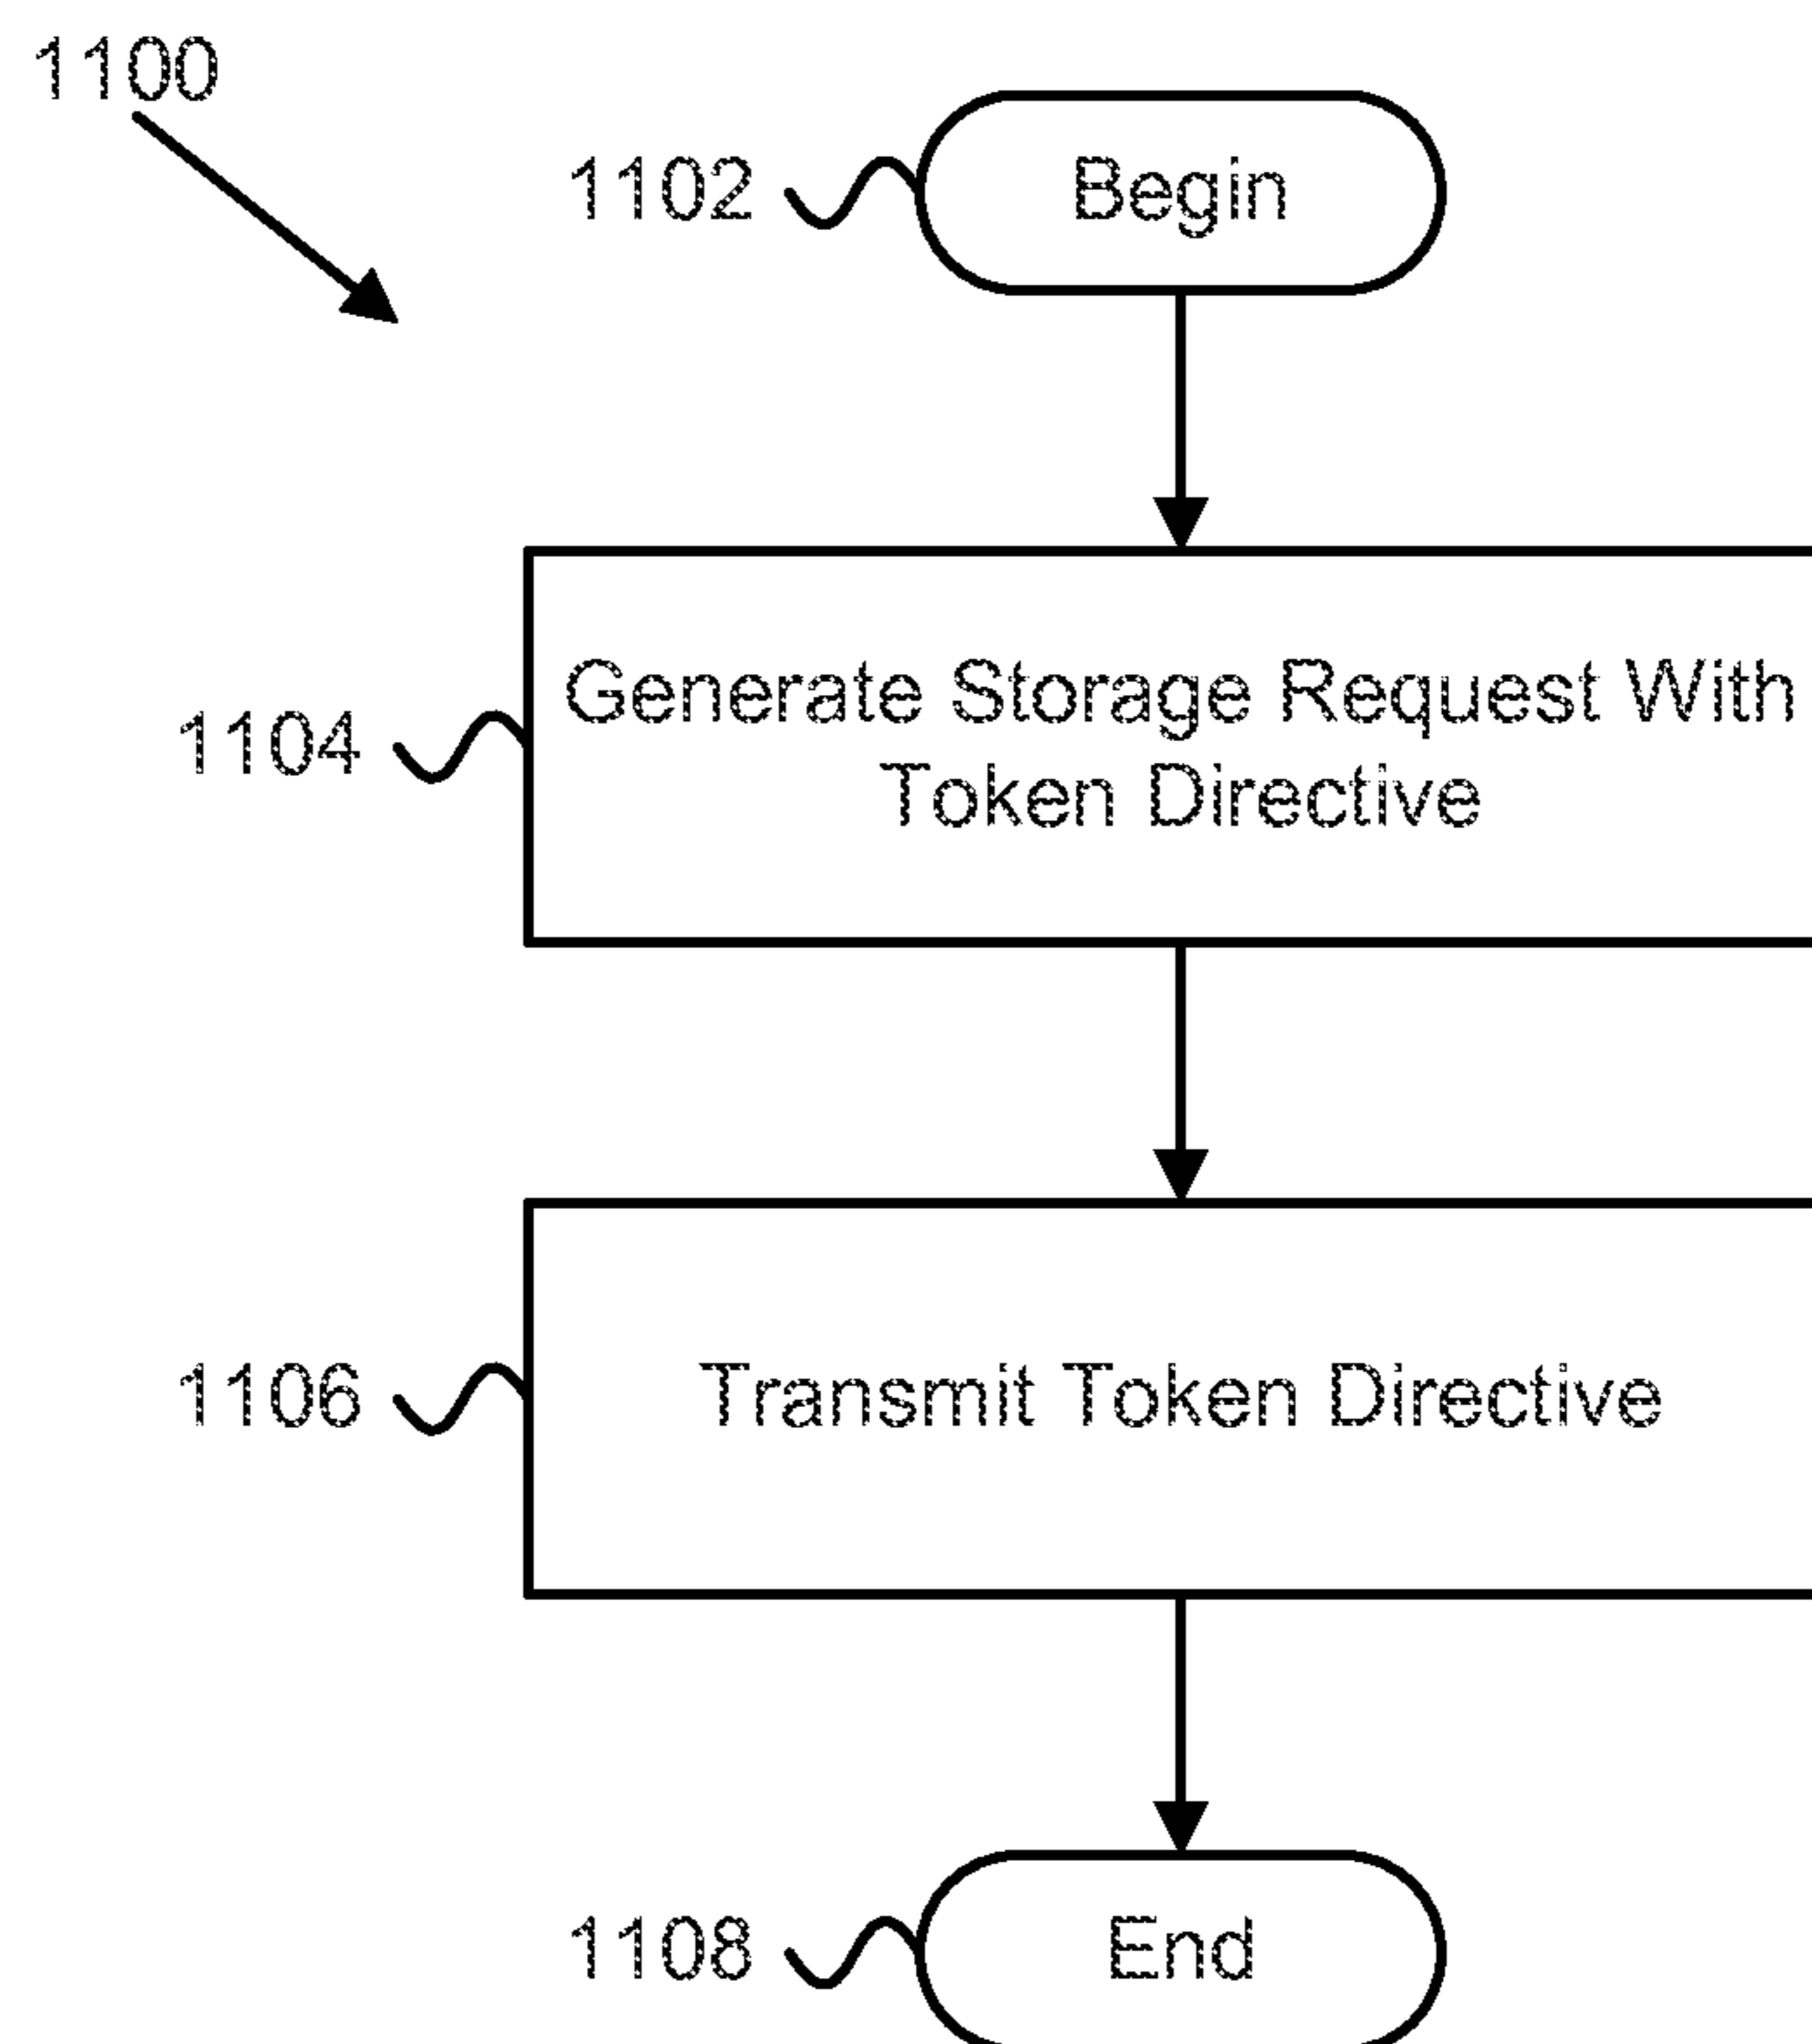 1100
1102
Begin
1104
Generate Storage Request With
Token Directive
1106
Transmit Token Directive
1108
End